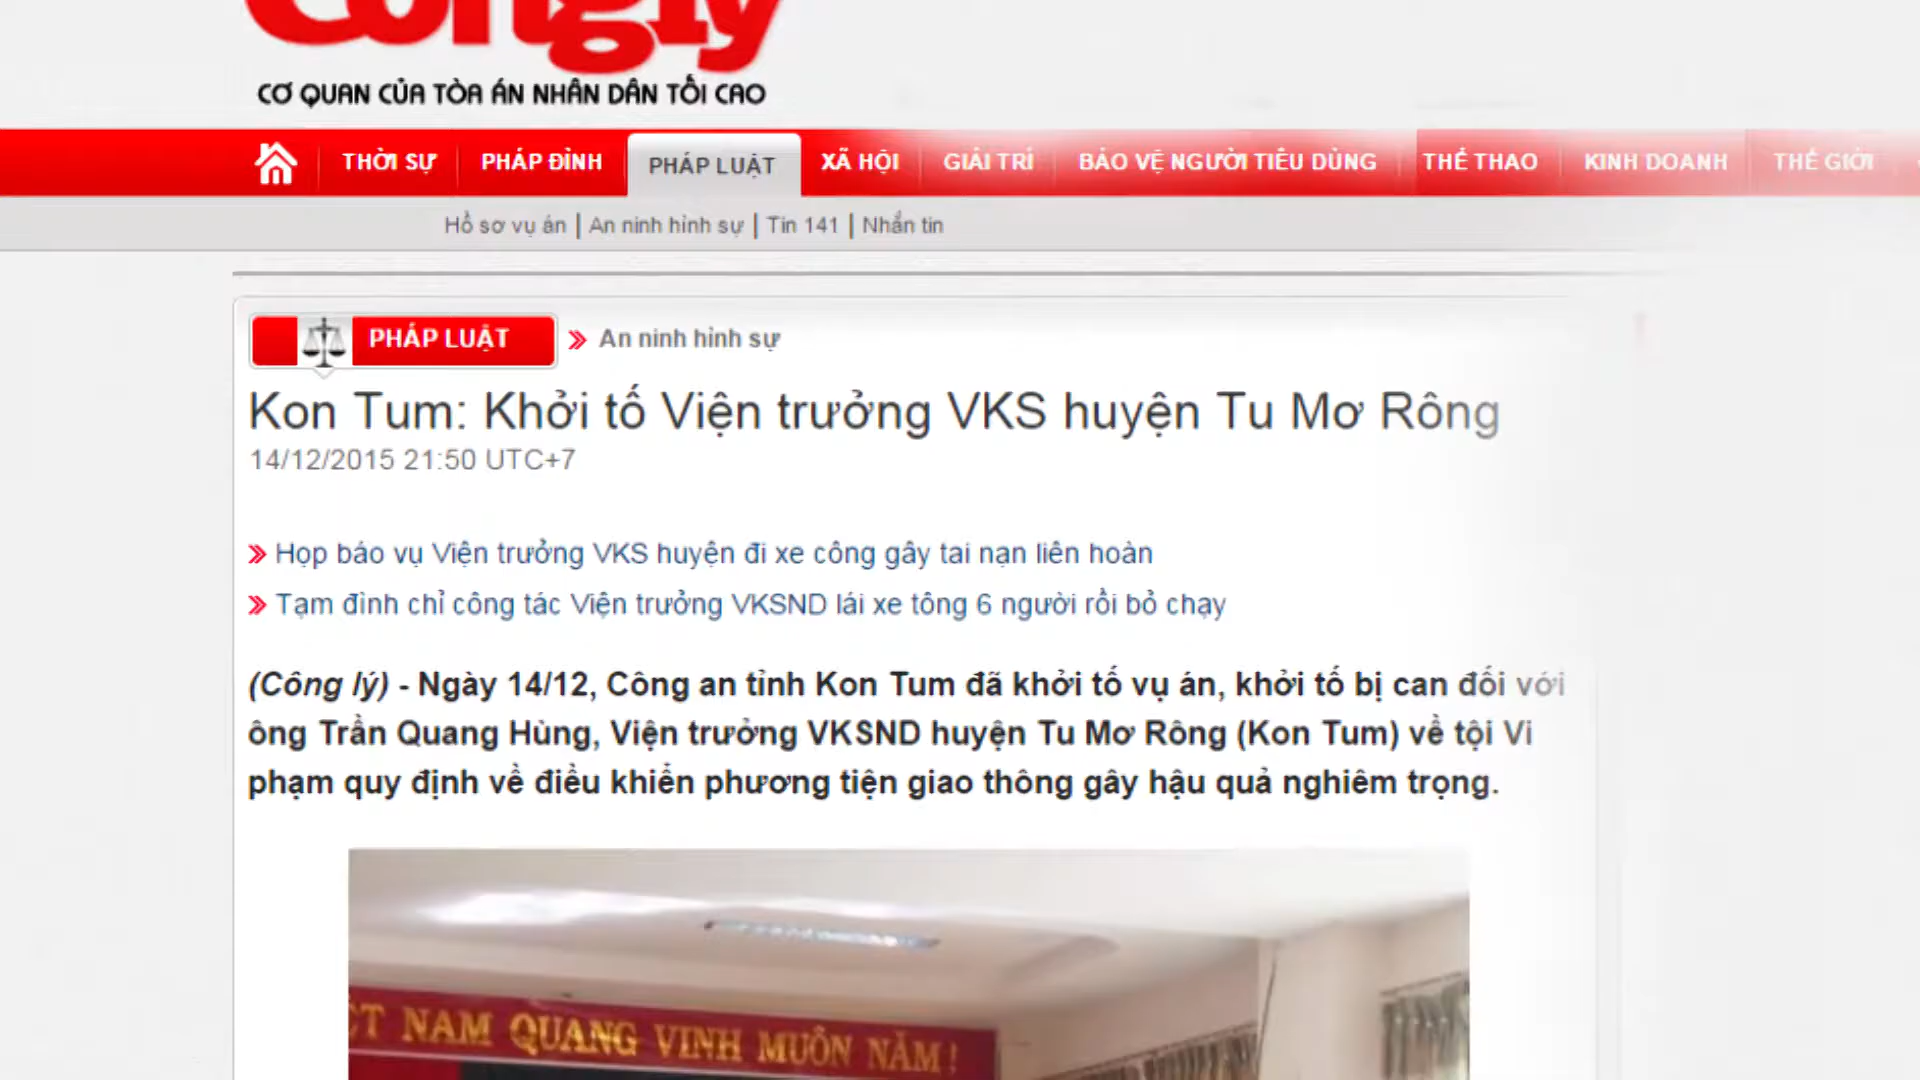 Công lý
CƠ QUAN CỦA TÒA ÁN NHÂN DÂN TỐI CAO
THỜI SỰ PHÁP ĐÌNH PHÁP LUẬT XÃ HỘI GIẢI TRÍ BẢO VỆ NGƯỜI TIÊU DÙNG THỂ THAO KINH DOANH THẾ GIỚI
Hồ sơ vụ án | An ninh hình sự | Tin 141 | Nhắn tin
PHÁP LUẬT » An ninh hình sự
Kon Tum: Khởi tố Viện trưởng VKS huyện Tu Mơ Rông
14/12/2015 21:50 UTC+7
» Họp báo vụ Viện trưởng VKS huyện đi xe công gây tai nạn liên hoàn
» Tạm đình chỉ công tác Viện trưởng VKSND lái xe tông 6 người rồi bỏ chạy
(Công lý) - Ngày 14/12, Công an tỉnh Kon Tum đã khởi tố vụ án, khởi tố bị can đối với
ông Trần Quang Hùng, Viện trưởng VKSND huyện Tu Mơ Rông (Kon Tum) về tội Vi
phạm quy định về điều khiển phương tiện giao thông gây hậu quả nghiêm trọng.
NAM QUANG VINH MUÔN NĂM!